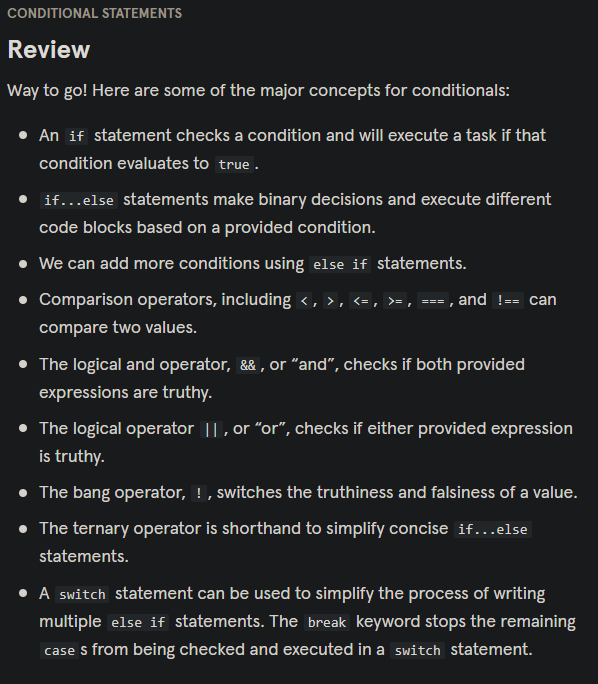 CONDITIONAL STATEMENTS
Review
Way to go! Here are some of the major concepts for conditionals:
• An if statement checks a condition and will execute a task if that
condition evaluates to true.
• if...else statements make binary decisions and execute different
code blocks based on a provided condition.
• We can add more conditions using else if statements.
• Comparison operators, including <, >, <=, >=, ===, and !== can
compare two values.
• The logical and operator, &&, or “and”, checks if both provided
expressions are truthy.
• The logical operator ||, or “or”, checks if either provided expression
is truthy.
• The bang operator, !, switches the truthiness and falsiness of a value.
• The ternary operator is shorthand to simplify concise if...else
statements.
• A switch statement can be used to simplify the process of writing
multiple else if statements. The break keyword stops the remaining
case s from being checked and executed in a switch statement.